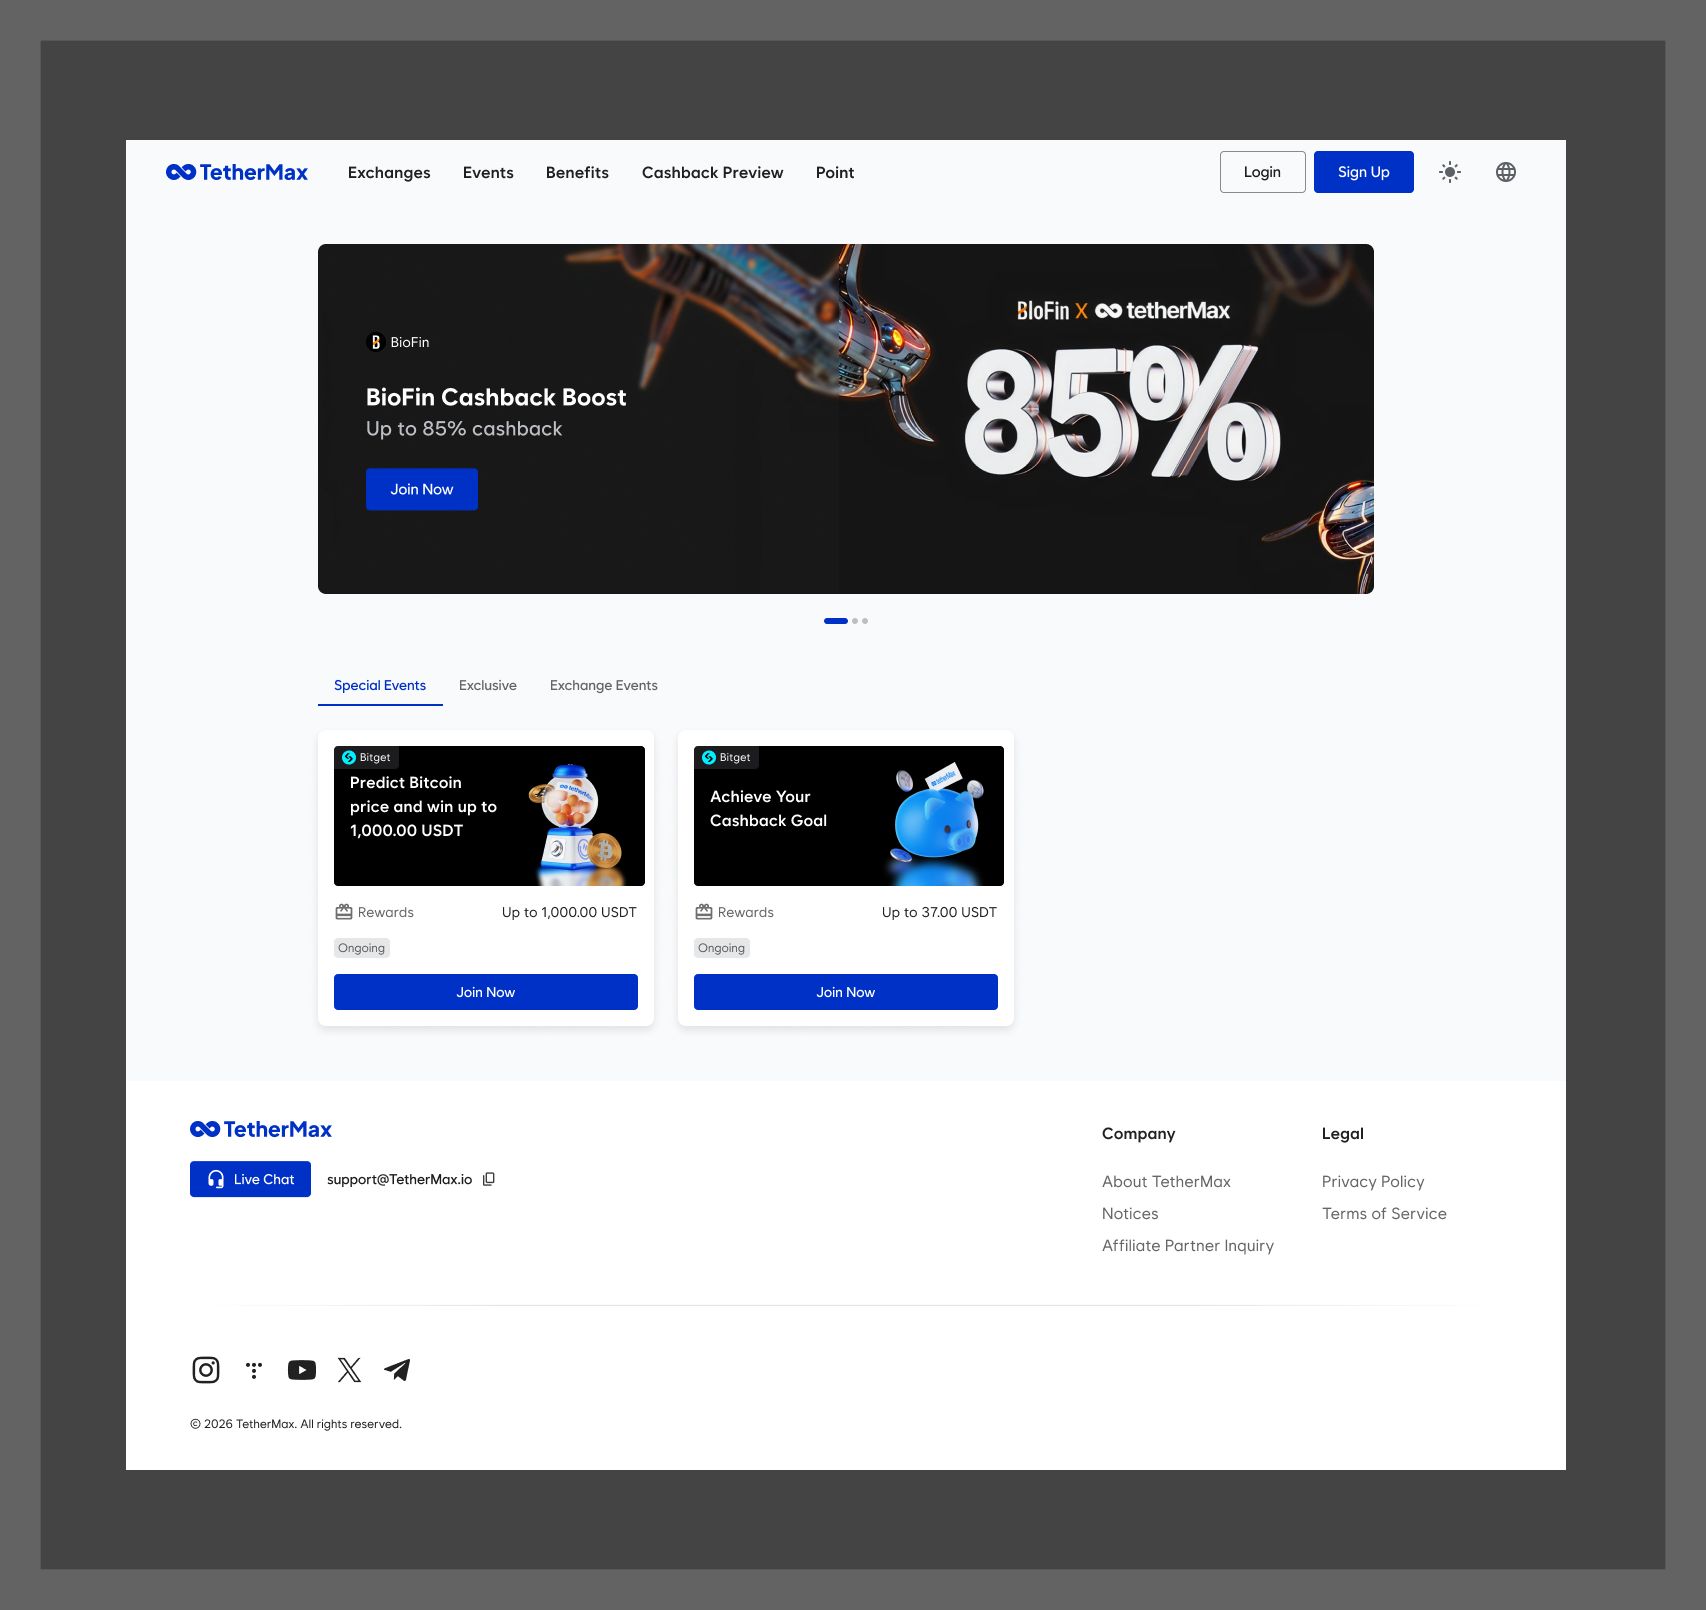 TetherMax
Exchanges
Events
Benefits
Cashback Preview
Point
Login
Sign Up
BloFin X tetherMax
85%
BioFin
BioFin Cashback Boost
Up to 85% cashback
Join Now
Special Events
Exclusive
Exchange Events
Bitget
Predict Bitcoin
price and win up to
1,000.00 USDT
tetherMax
Rewards
Up to 1,000.00 USDT
Ongoing
Join Now
Bitget
Achieve Your
Cashback Goal
tetherMax
Rewards
Up to 37.00 USDT
Ongoing
Join Now
TetherMax
Live Chat
support@TetherMax.io
Company
About TetherMax
Notices
Affiliate Partner Inquiry
Legal
Privacy Policy
Terms of Service
© 2026 TetherMax. All rights reserved.